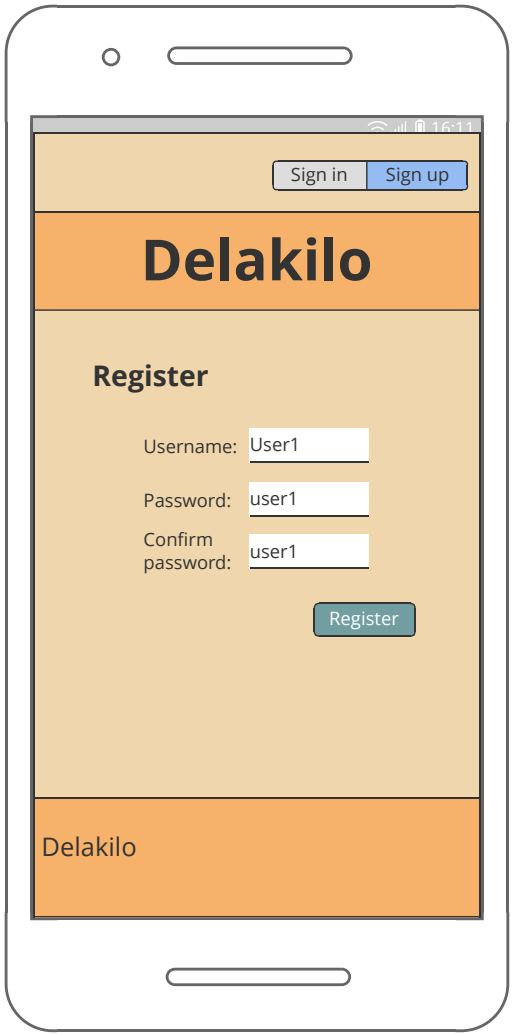 16:11
Sign in Sign up
Delakilo
Register
Username: User1
Password: user1
Confirm
password: user1
Register
Delakilo